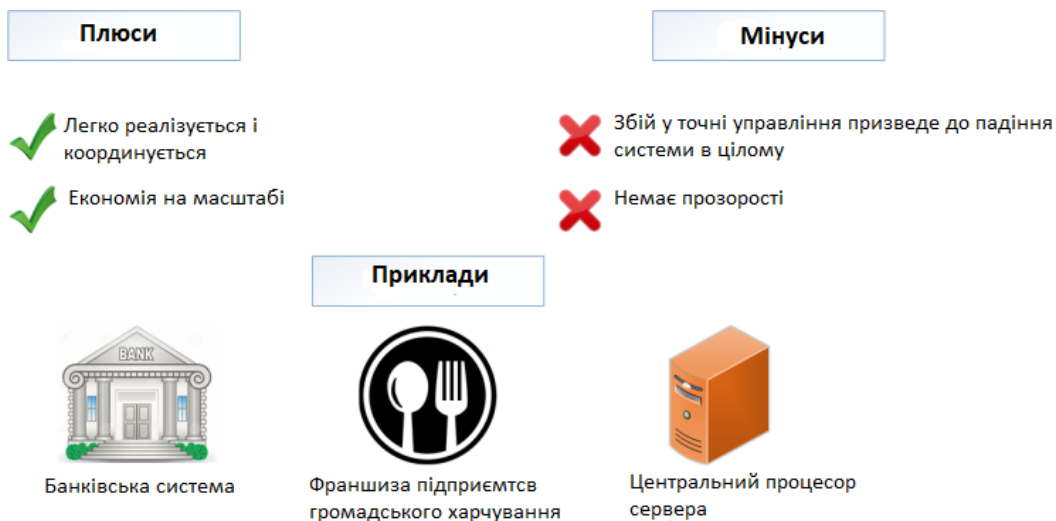 Плюси
Мінуси
Легко реалізується і
координується
Економія на масштабі
Збій у точні управління призведе до падіння
системи в цілому
Немає прозорості
Приклади
BANK
Банківська система
Франшиза підприємтсв
громадського харчування
Центральний процесор
сервера